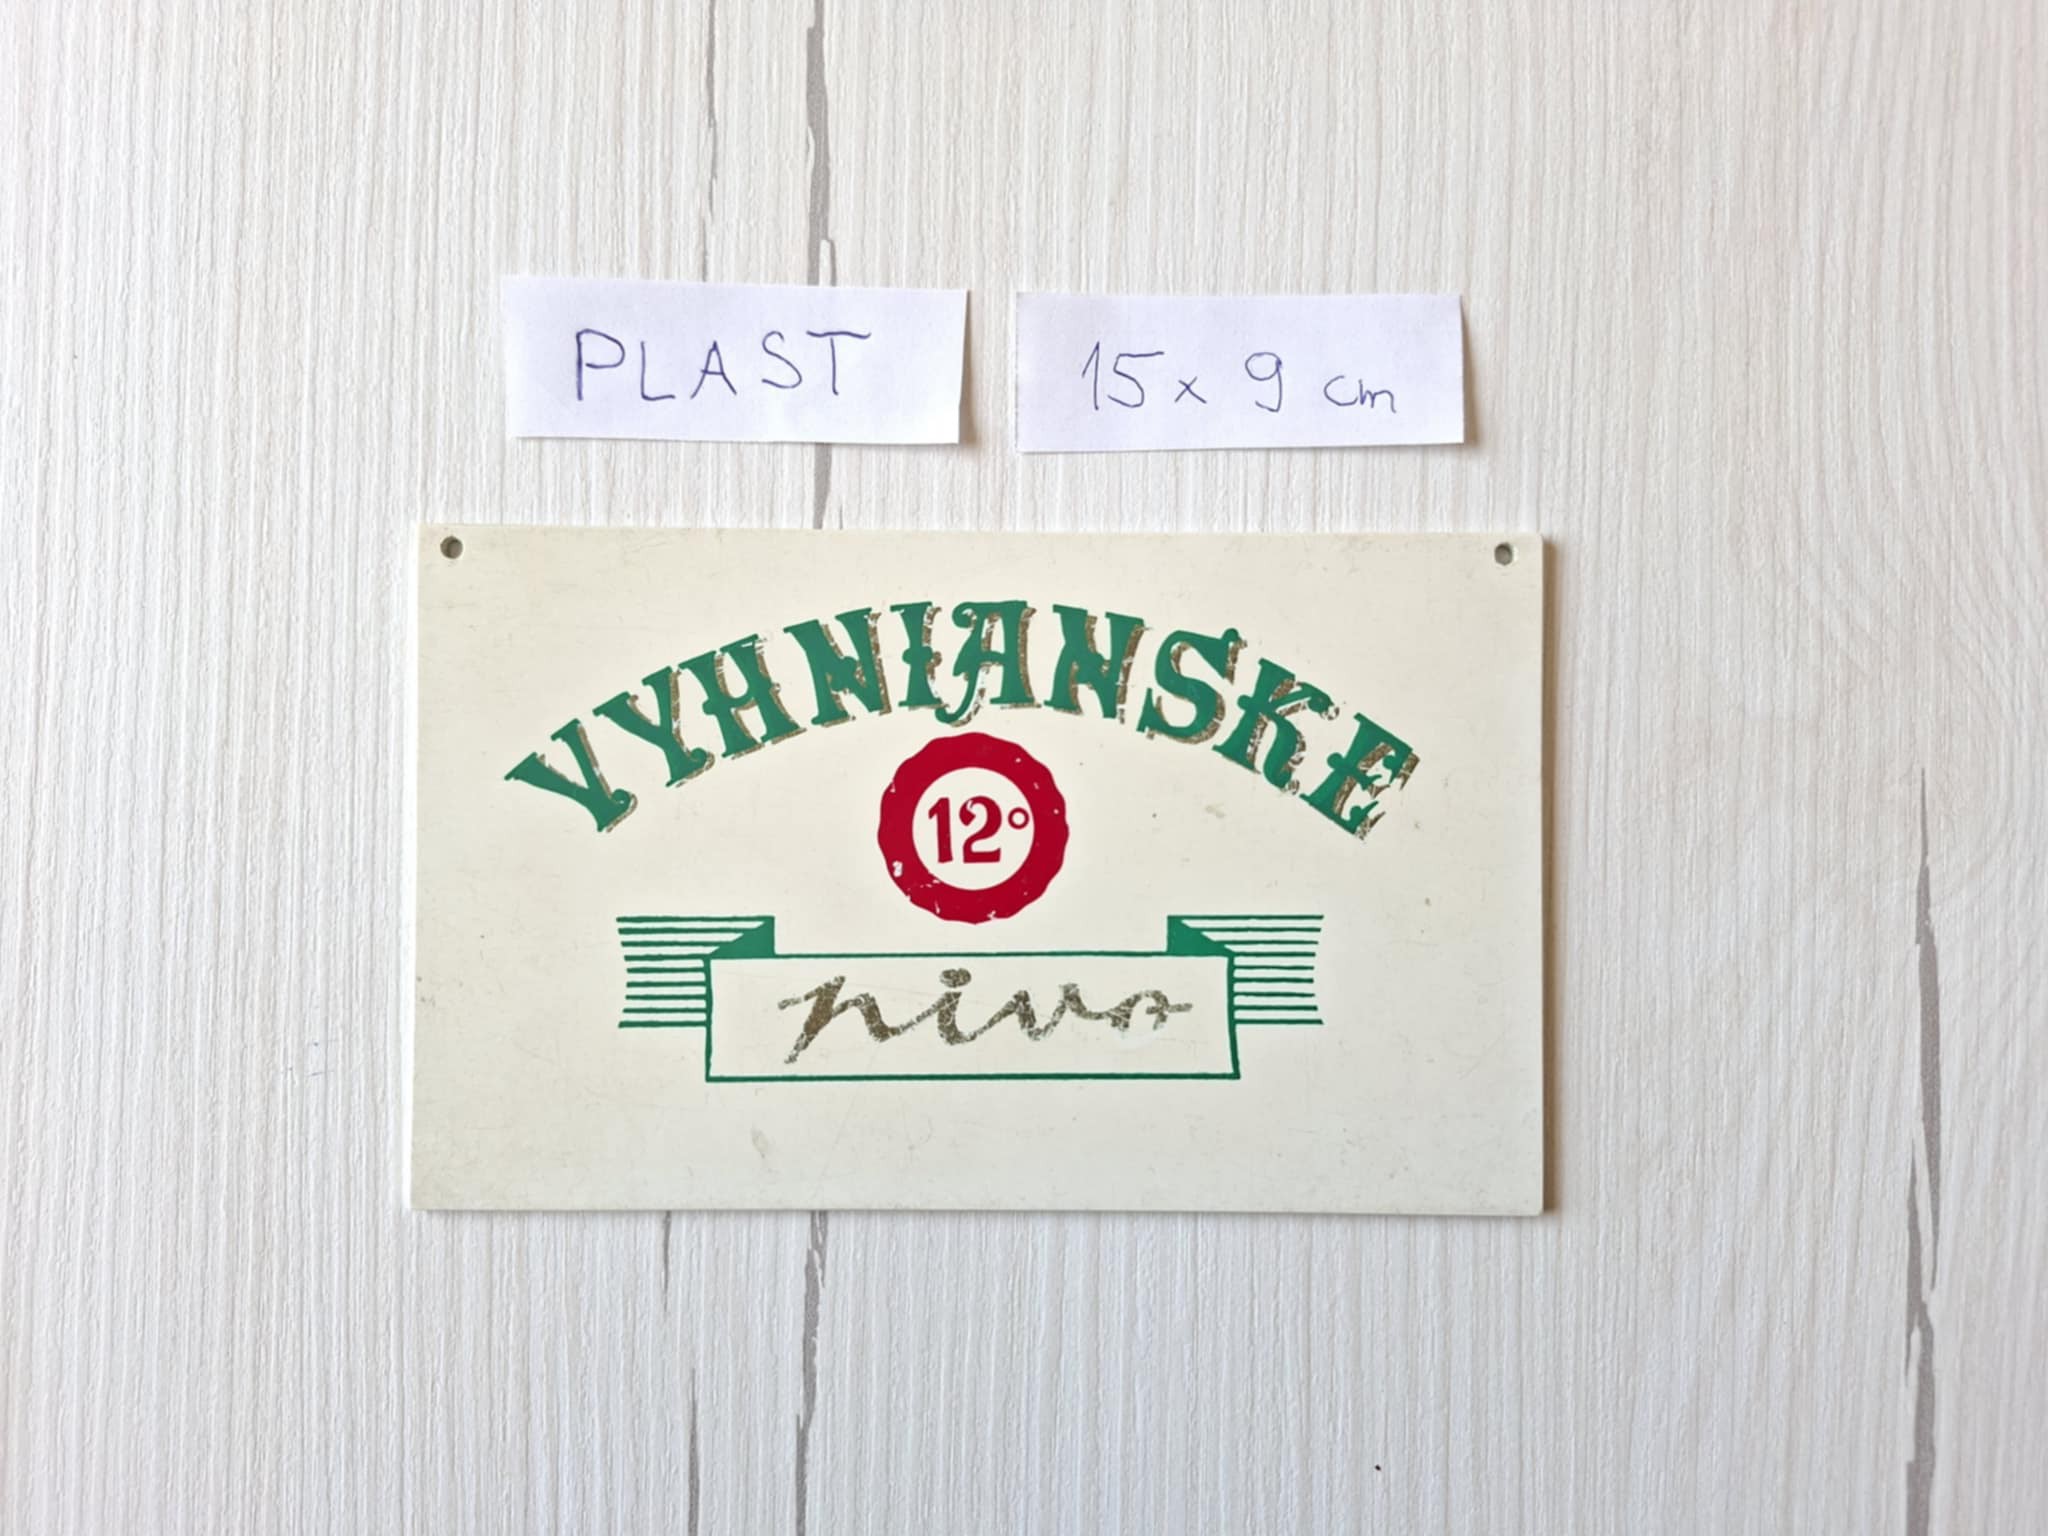 PLAST
15 x 9 cm
VYHNIANSKE
12°
pivo